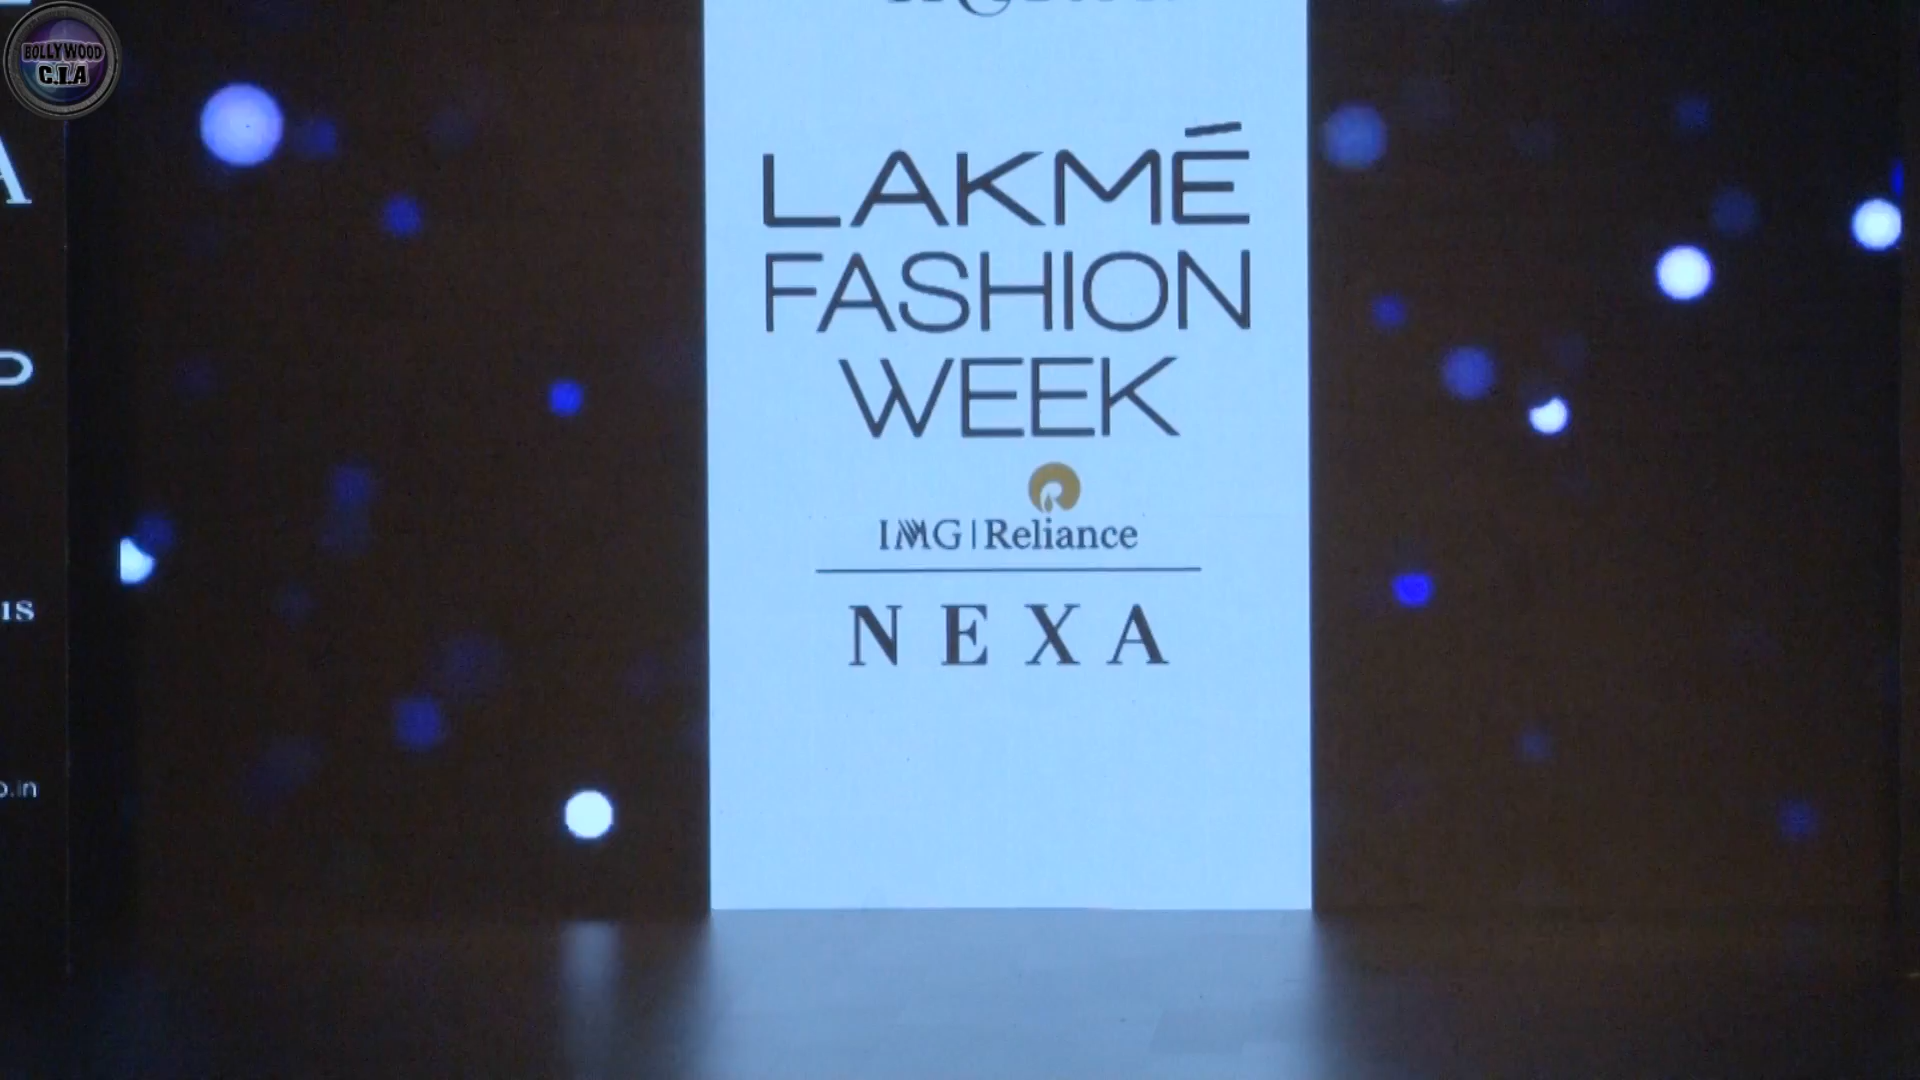 BOLLYWOOD
C.I.A
LAKMÉ
FASHION
WEEK
IMG | Reliance
NEXA